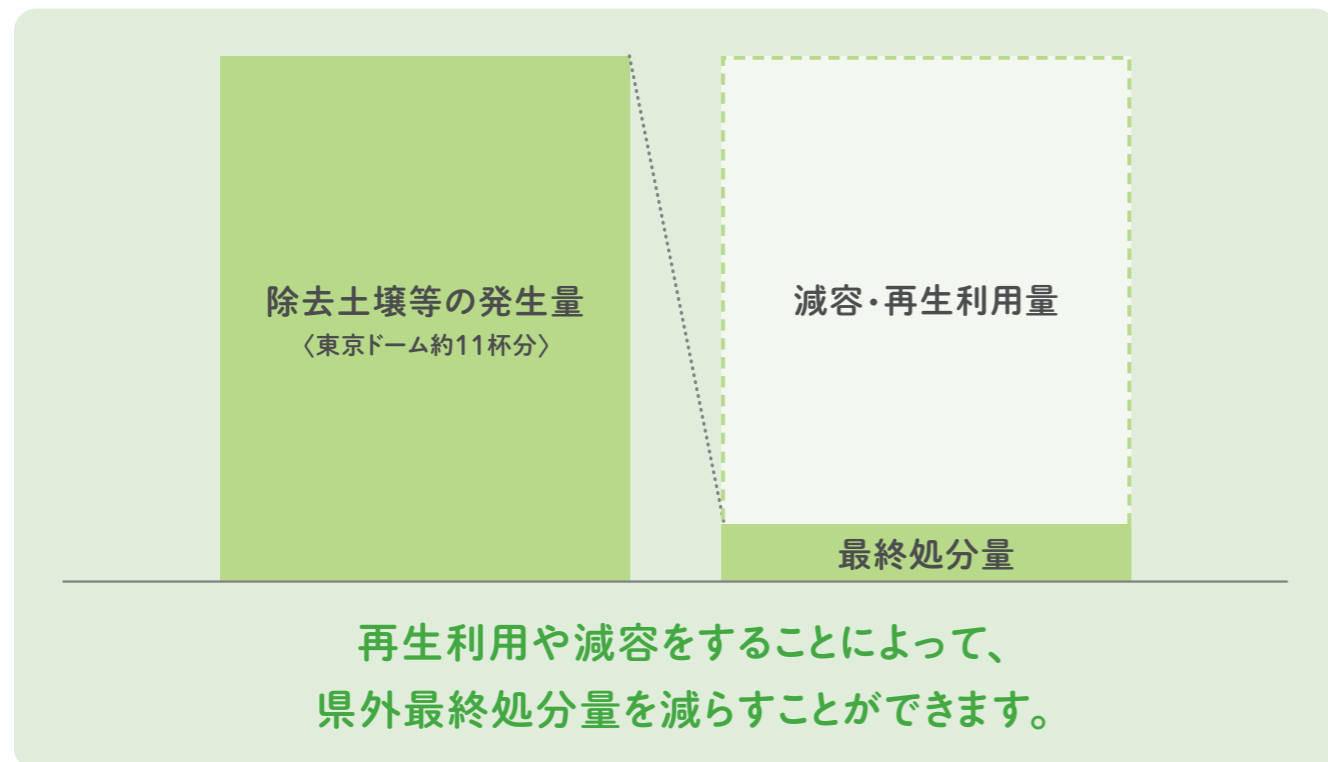 除去土壌等の発生量
〈東京ドーム約11杯分〉
減容・再生利用量
最終処分量
再生利用や減容をすることによって、
県外最終処分量を減らすことができます。